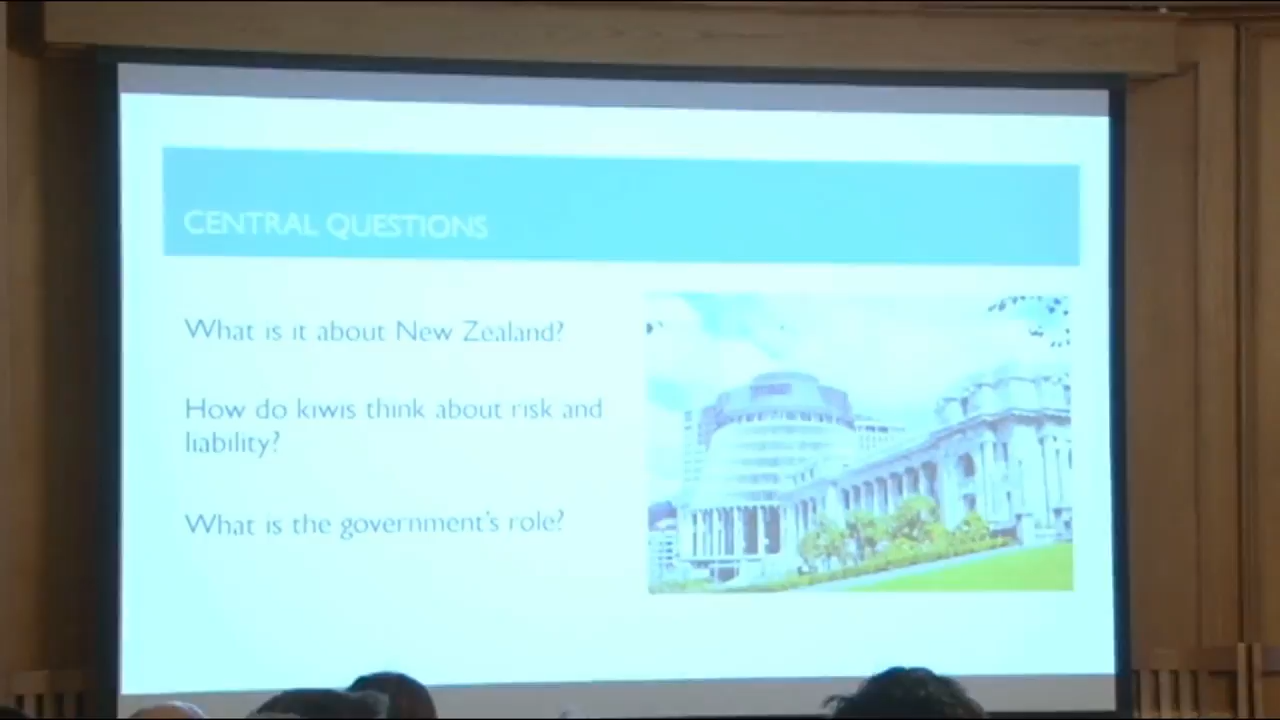 CENTRAL QUESTIONS
What is it about New Zealand?
How do kiwis think about risk and
liability?
What is the government's role?